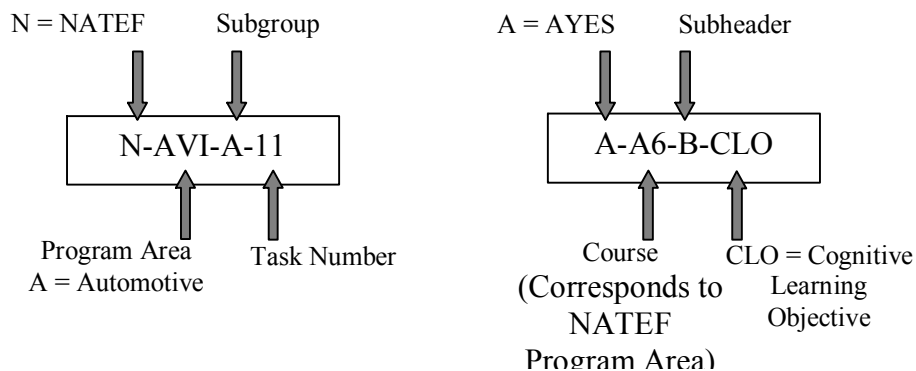 N = NATEF
Subgroup
N-AVI-A-11
Program Area
A = Automotive
Task Number
A = AYES
Subheader
A-A6-B-CLO
Course
(Corresponds to
NATEF
Program Area)
CLO = Cognitive
Learning
Objective